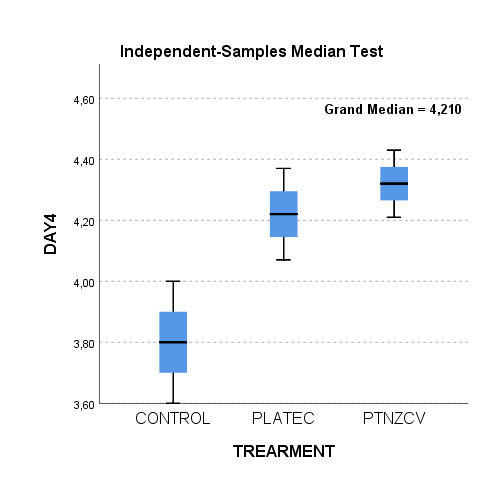 Independent-Samples Median Test
Grand Median = 4,210
4,60
4,40
4,20
4,00
3,80
3,60
DAY4
CONTROL PLATEC PTNZCV
TREARMENT